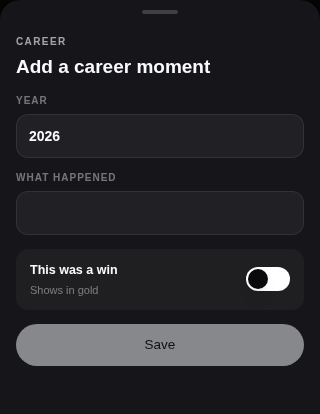 CAREER
Add a career moment
YEAR
2026
WHAT HAPPENED
This was a win
Shows in gold
Save